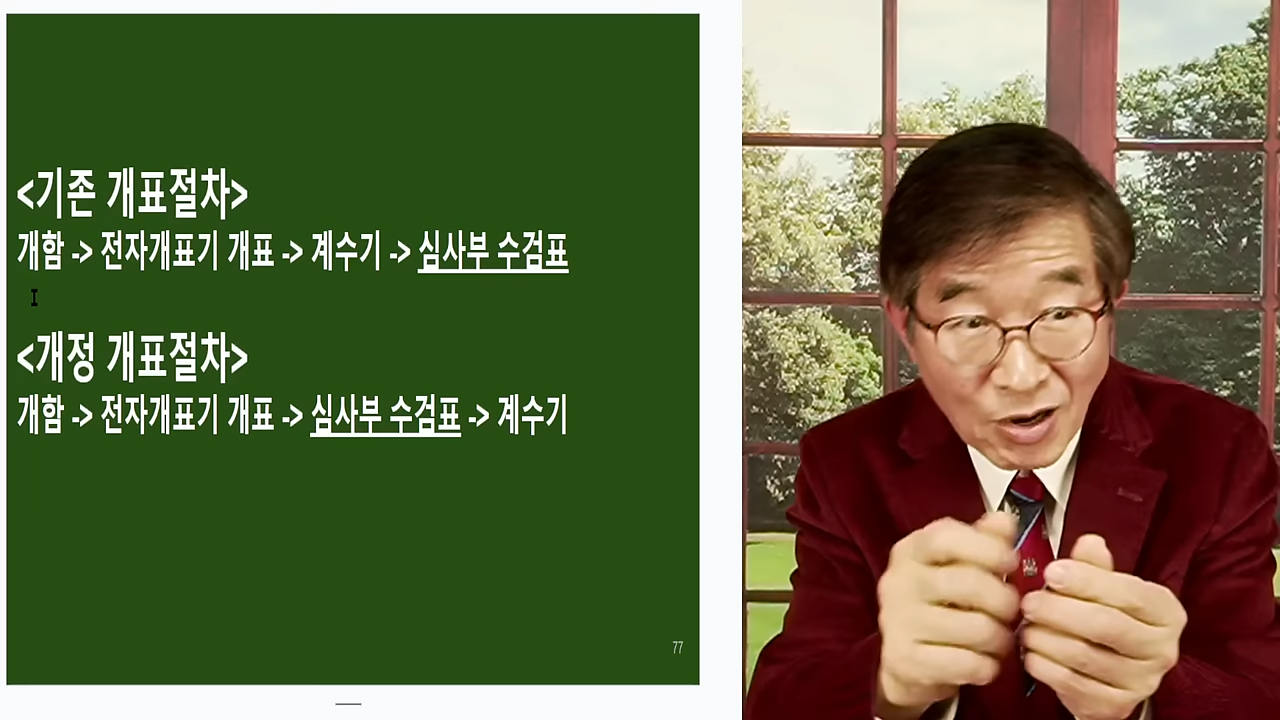 <기존 개표절차>
개함 -> 전자개표기 개표 -> 계수기 -> 심사부 수검표
<개정 개표절차>
개함 -> 전자개표기 개표 -> 심사부 수검표 -> 계수기
77